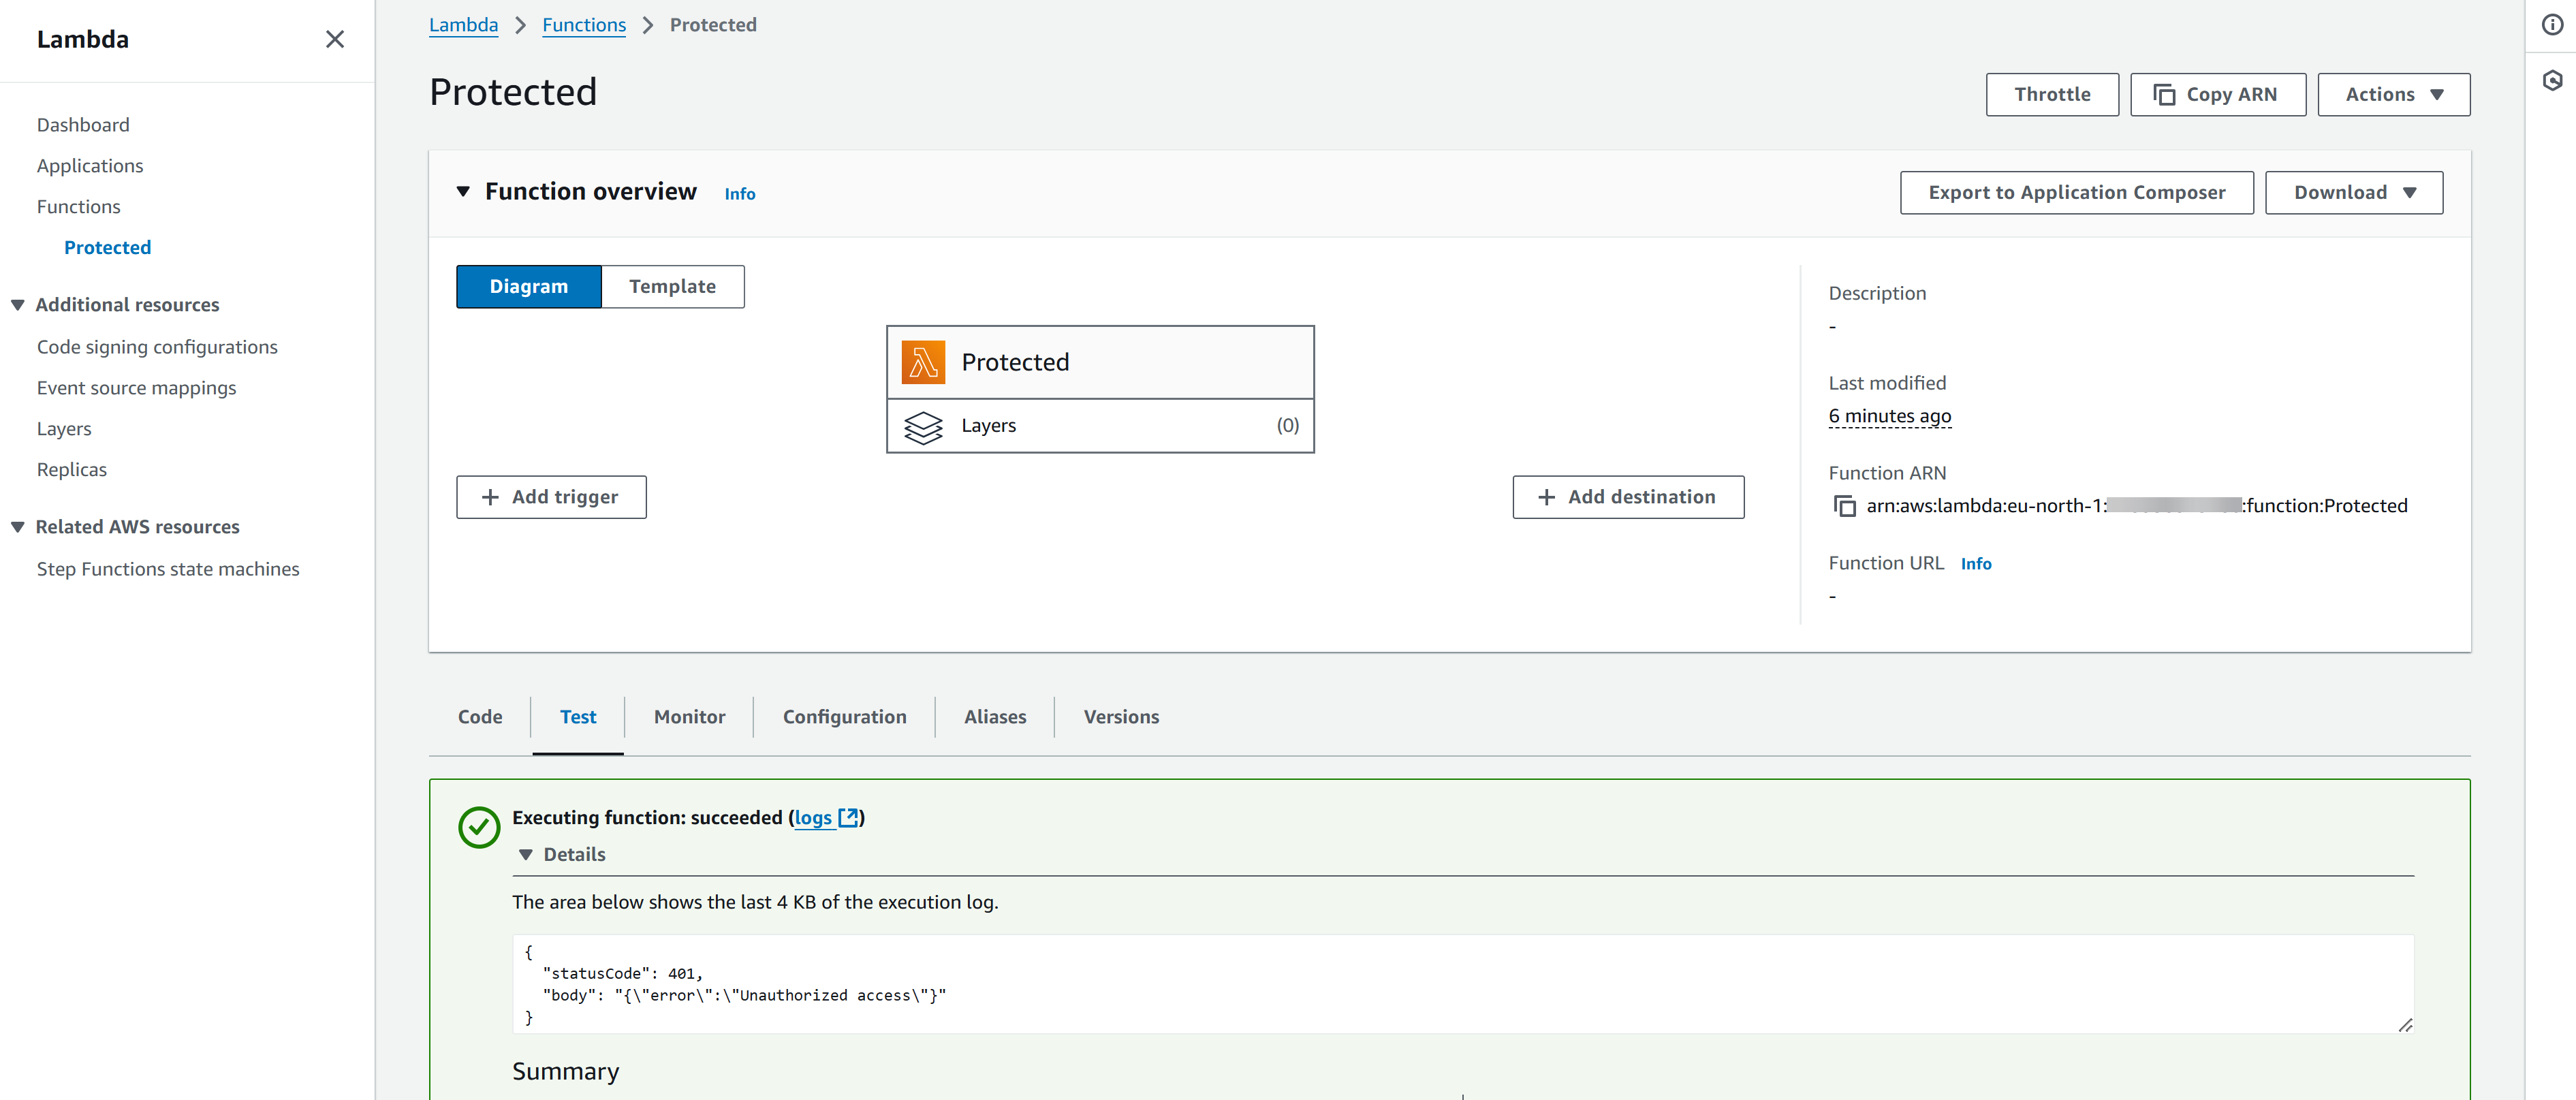 Lambda
Dashboard
Applications
Functions
Protected
Additional resources
Code signing configurations
Event source mappings
Layers
Replicas
Related AWS resources
Step Functions state machines
Lambda > Functions > Protected
Protected
Throttle
Copy ARN
Actions
Function overview Info
Export to Application Composer
Download
Diagram
Template
Protected
Layers (0)
Add trigger
Add destination
Description
-
Last modified
6 minutes ago
Function ARN
arn:aws:lambda:eu-north-1: :function:Protected
Function URL Info
-
Code
Test
Monitor
Configuration
Aliases
Versions
Executing function: succeeded (logs)
Details
The area below shows the last 4 KB of the execution log.
{
"statusCode": 401,
"body": "{\"error\":\"Unauthorized access\"}"
}
Summary